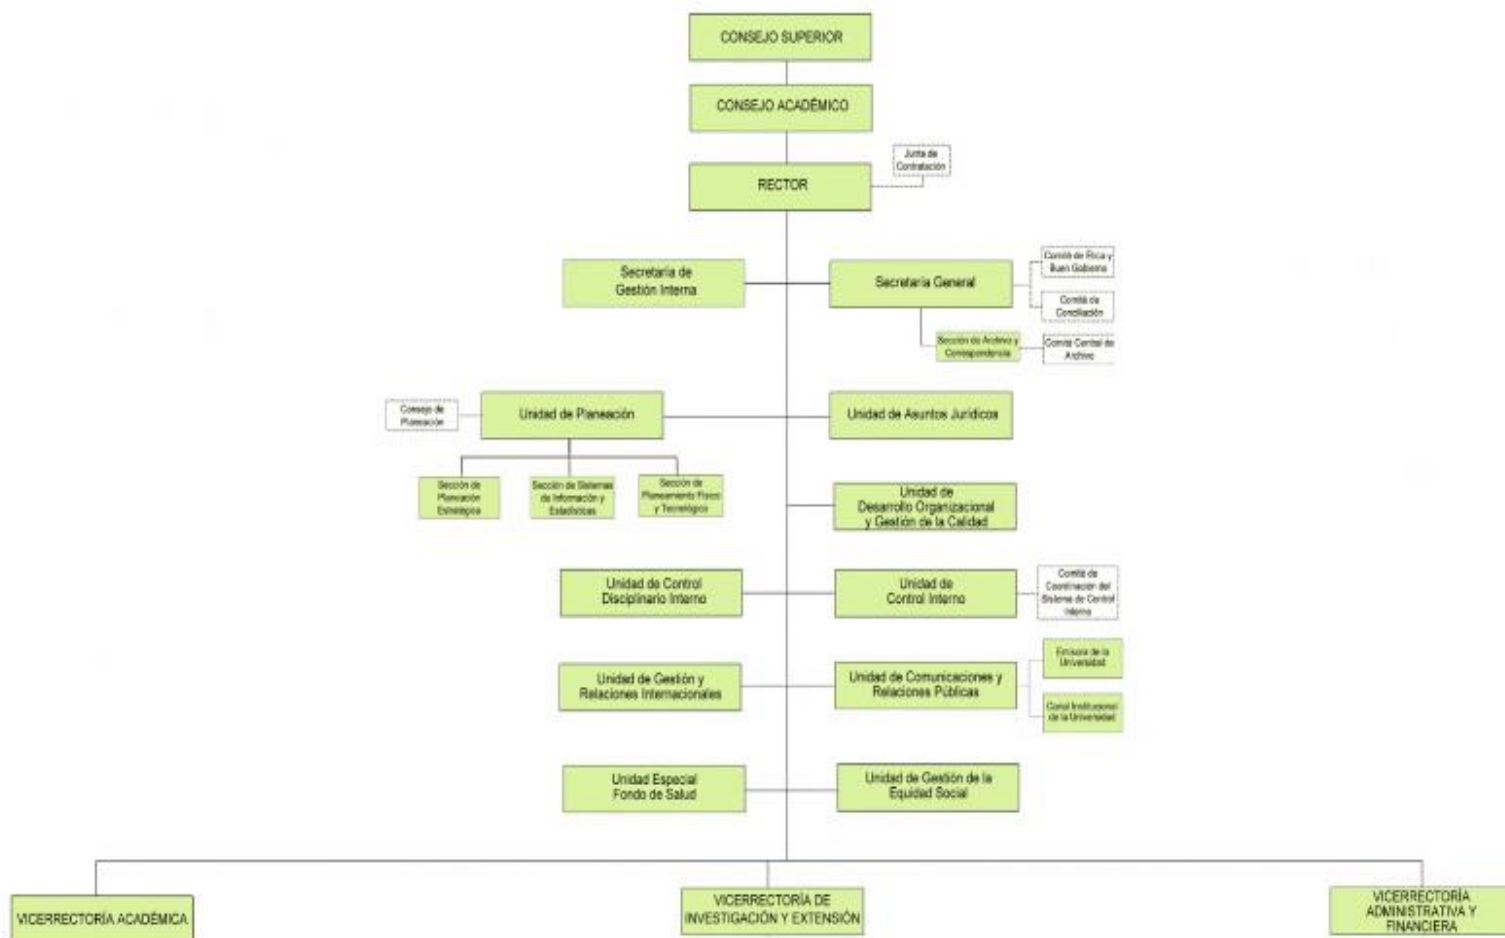 CONSEJO SUPERIOR
CONSEJO ACADÉMICO
Junta de
Contratación
RECTOR
Secretaría de
Gestión Interna
Secretaría General
Comité de Ética y
Buen Gobierno
Comité de
Conciliación
Sección de Archivo y
Correspondencia
Comité Central de
Archivo
Consejo de
Planeación
Unidad de Planeación
Unidad de Asuntos Jurídicos
Sección de
Planeación
Estratégica
Sección de Sistemas
de Información y
Estadísticas
Sección de
Planeamiento Físico
y Tecnológico
Unidad de
Desarrollo Organizacional
y Gestión de la Calidad
Unidad de Control
Disciplinario Interno
Unidad de
Control Interno
Comité de
Coordinación del
Sistema de Control
Interno
Unidad de Gestión y
Relaciones Internacionales
Unidad de Comunicaciones y
Relaciones Públicas
Emisora de la
Universidad
Canal Institucional
de la Universidad
Unidad Especial
Fondo de Salud
Unidad de Gestión de la
Equidad Social
VICERRECTORÍA ACADÉMICA
VICERRECTORÍA DE
INVESTIGACIÓN Y EXTENSIÓN
VICERRECTORÍA
ADMINISTRATIVA Y
FINANCIERA